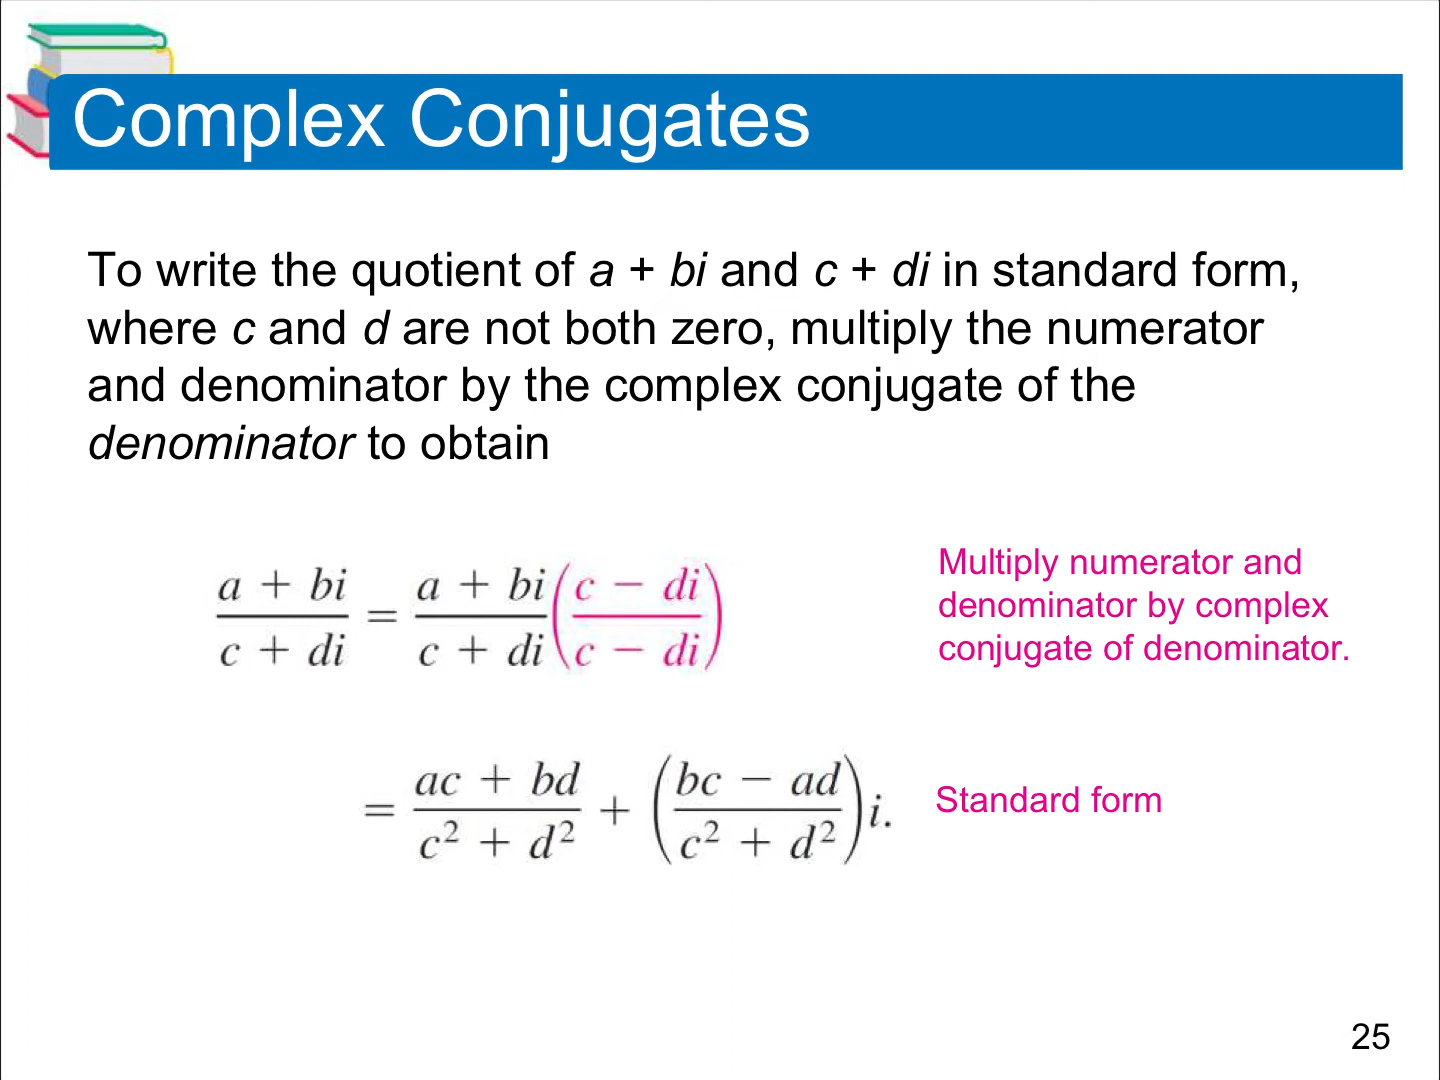 Complex Conjugates
To write the quotient of a + bi and c + di in standard form,
where c and d are not both zero, multiply the numerator
and denominator by the complex conjugate of the
denominator to obtain
(a + bi)/(c + di) = (a + bi)/(c + di) ((c − di)/(c − di))
Multiply numerator and
denominator by complex
conjugate of denominator.
= (ac + bd)/(c² + d²) + ((bc − ad)/(c² + d²))i.
Standard form
25